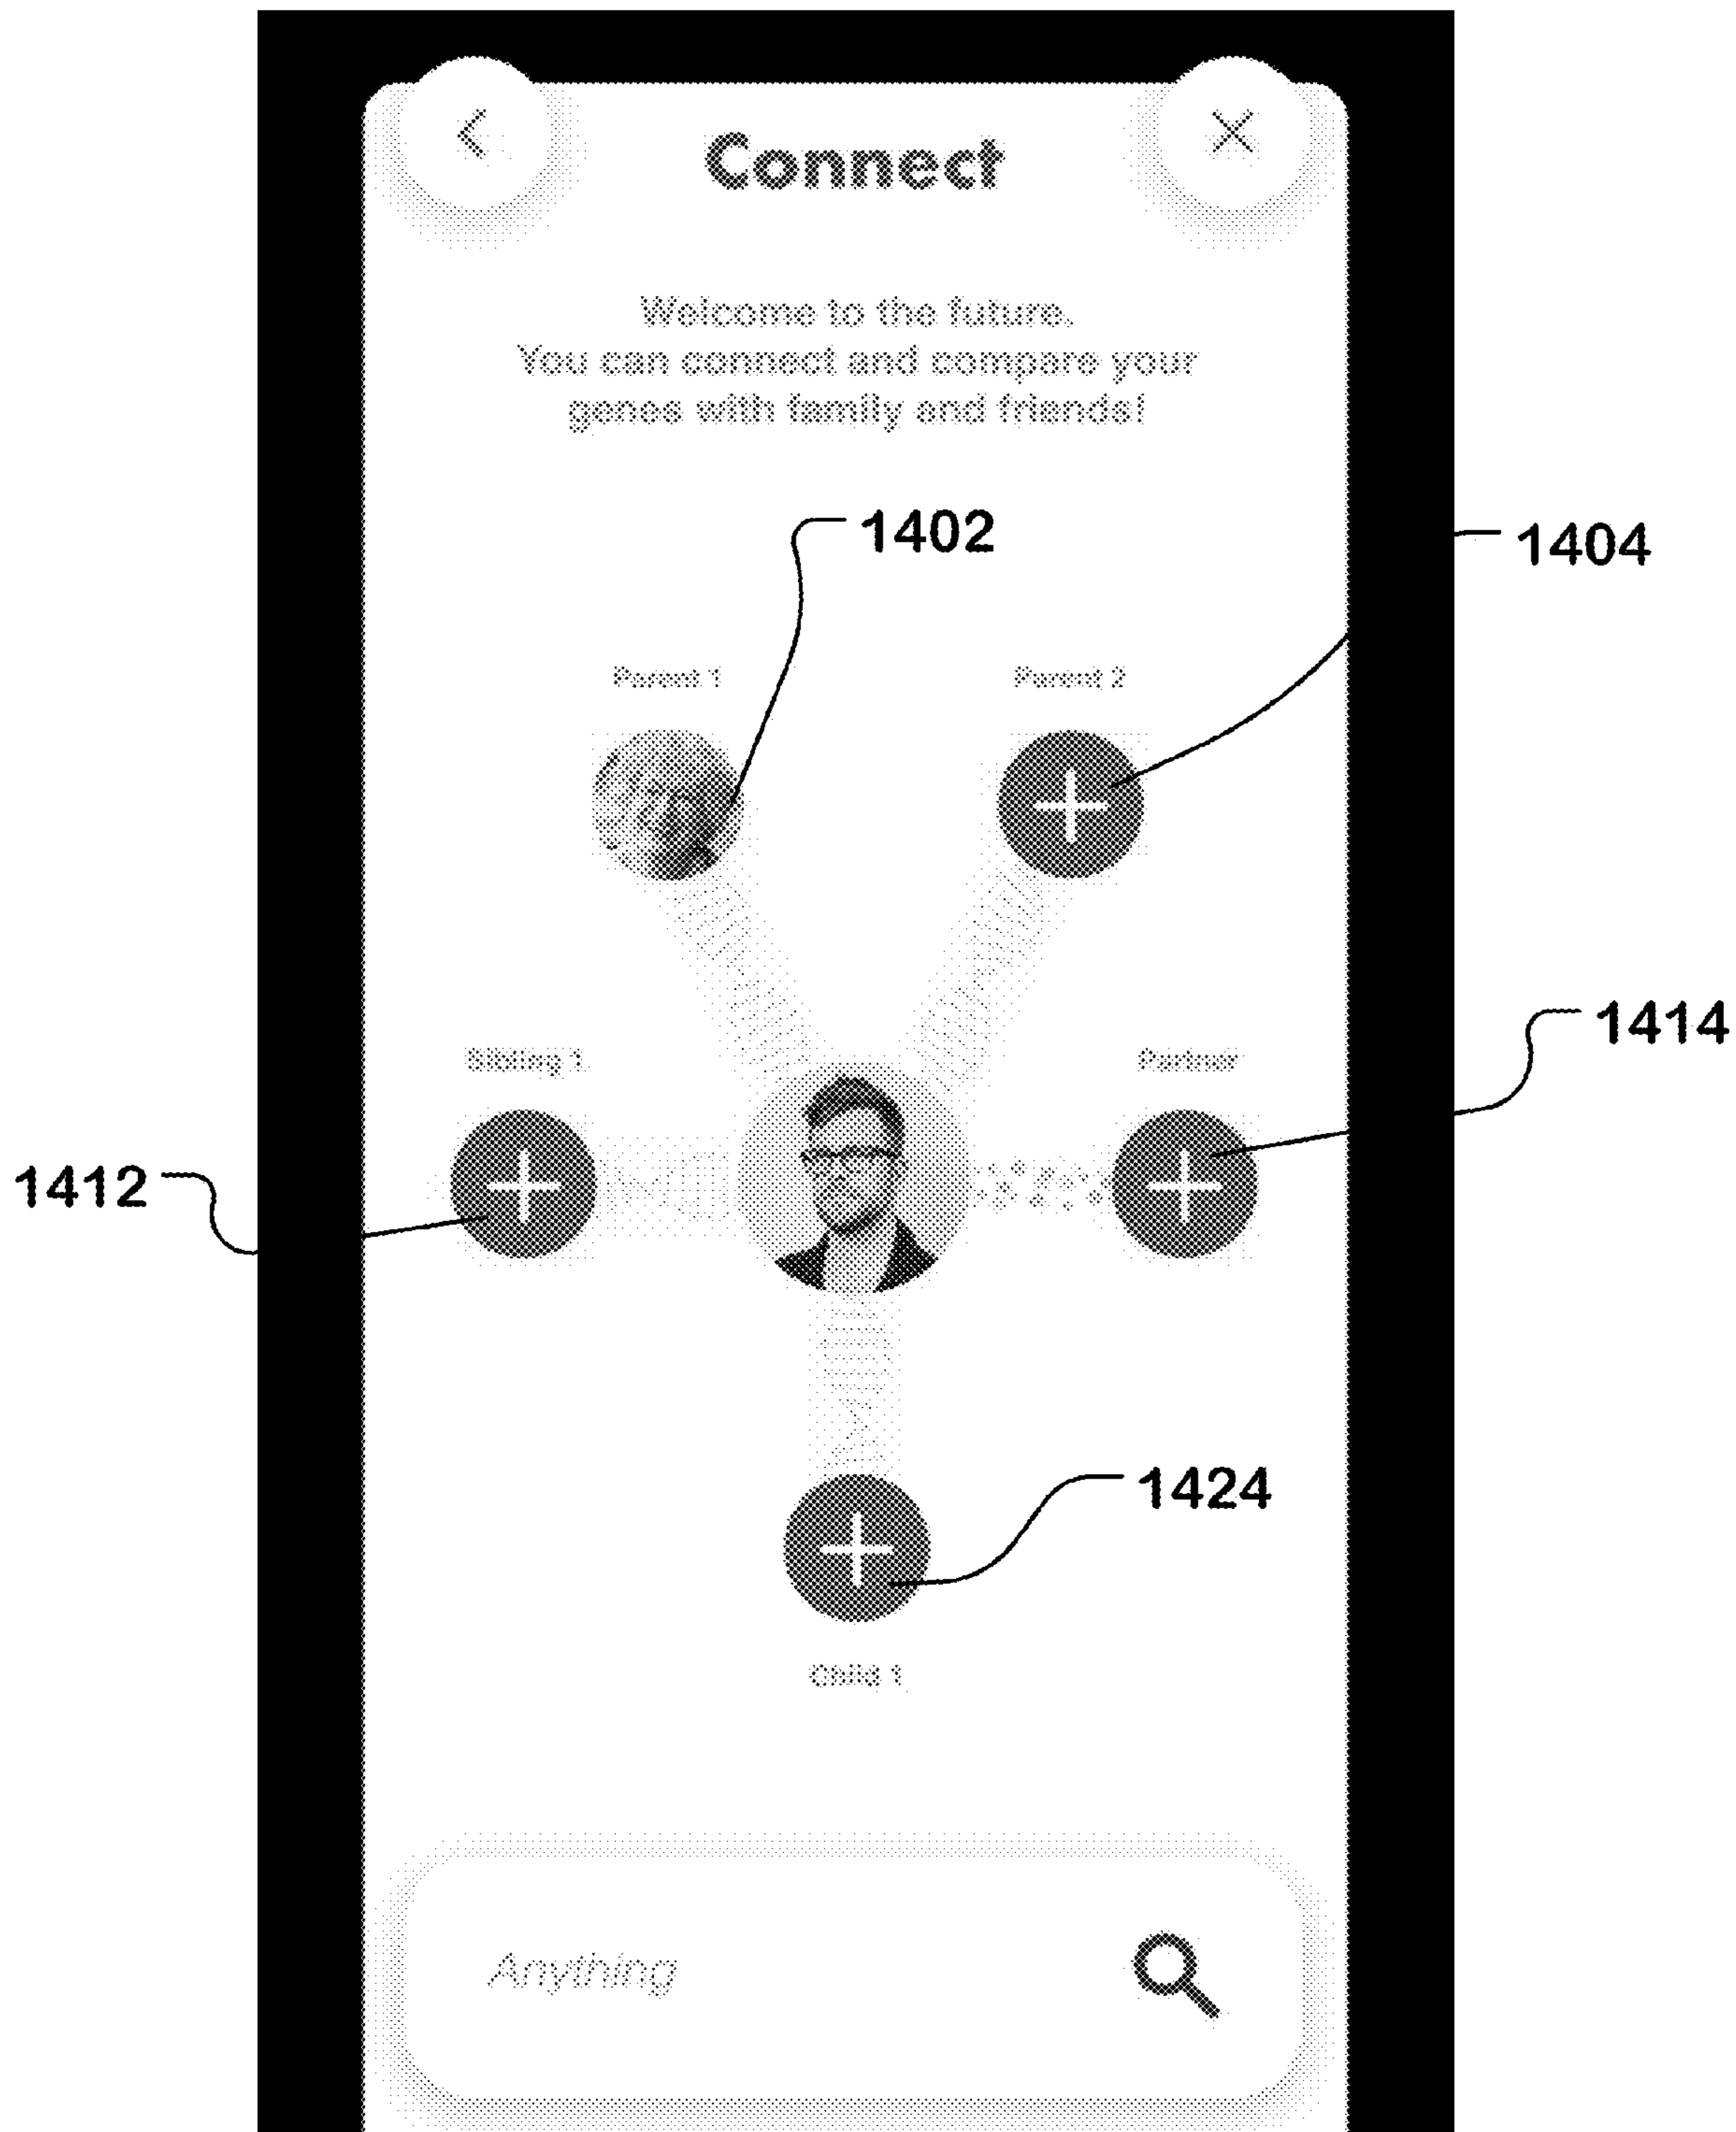 Connect
Welcome to the future.
You can connect and compare your
genes with family and friends!
1402
1404
Parent 1
Parent 2
1414
Sibling 1
Partner
1412
1424
Child 1
Anything